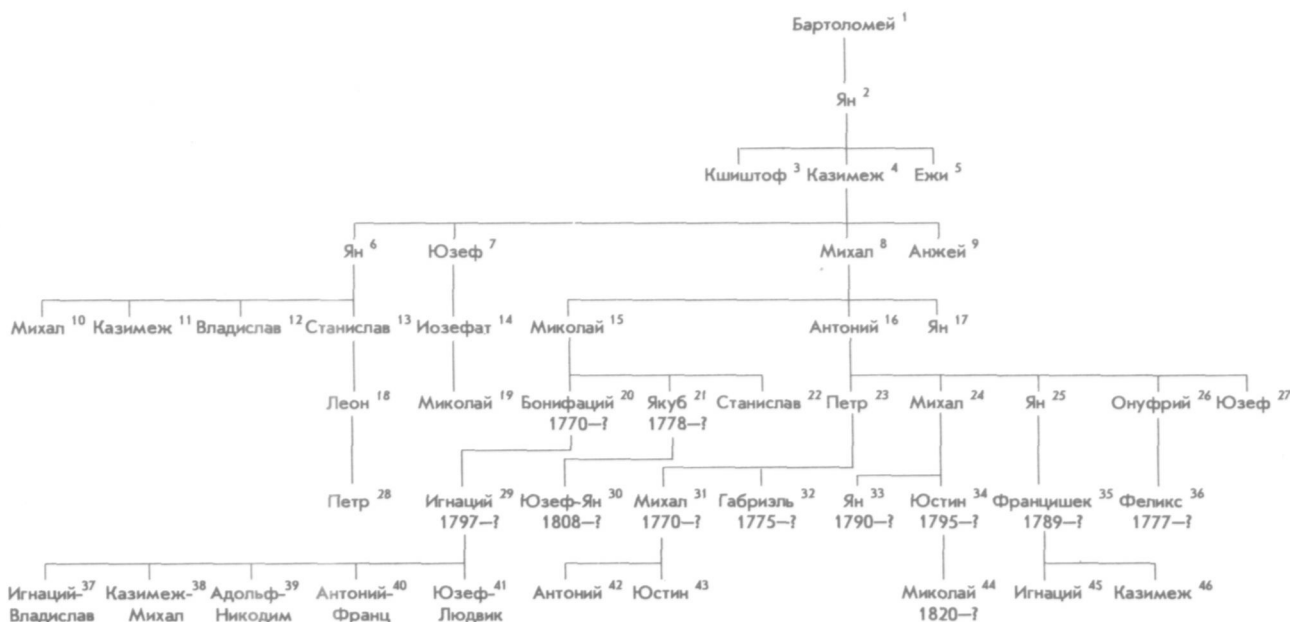 Бартоломей 1
Ян 2
Кшиштоф 3 Казимеж 4 Ежи 5
Ян 6 Юзеф 7 Михал 8 Анжей 9
Михал 10 Казимеж 11 Владислав 12 Станислав 13 Иозефат 14 Миколай 15 Антоний 16 Ян 17
Леон 18 Миколай 19 Бонифаций 20 Якуб 21 Станислав 22 Петр 23 Михал 24 Ян 25 Онуфрий 26 Юзеф 27
1770—? 1778—?
Петр 28 Игнаций 29 Юзеф-Ян 30 Михал 31 Габриэль 32 Ян 33 Юстин 34 Францишек 35 Феликс 36
1797—? 1808—? 1770—? 1775—? 1790—? 1795—? 1789—? 1777—?
Игнаций- 37 Казимеж- 38 Адольф- 39 Антоний- 40 Юзеф- 41 Антоний 42 Юстин 43 Миколай 44 Игнаций 45 Казимеж 46
Владислав Михал Никодим Франц Людвик 1820—?